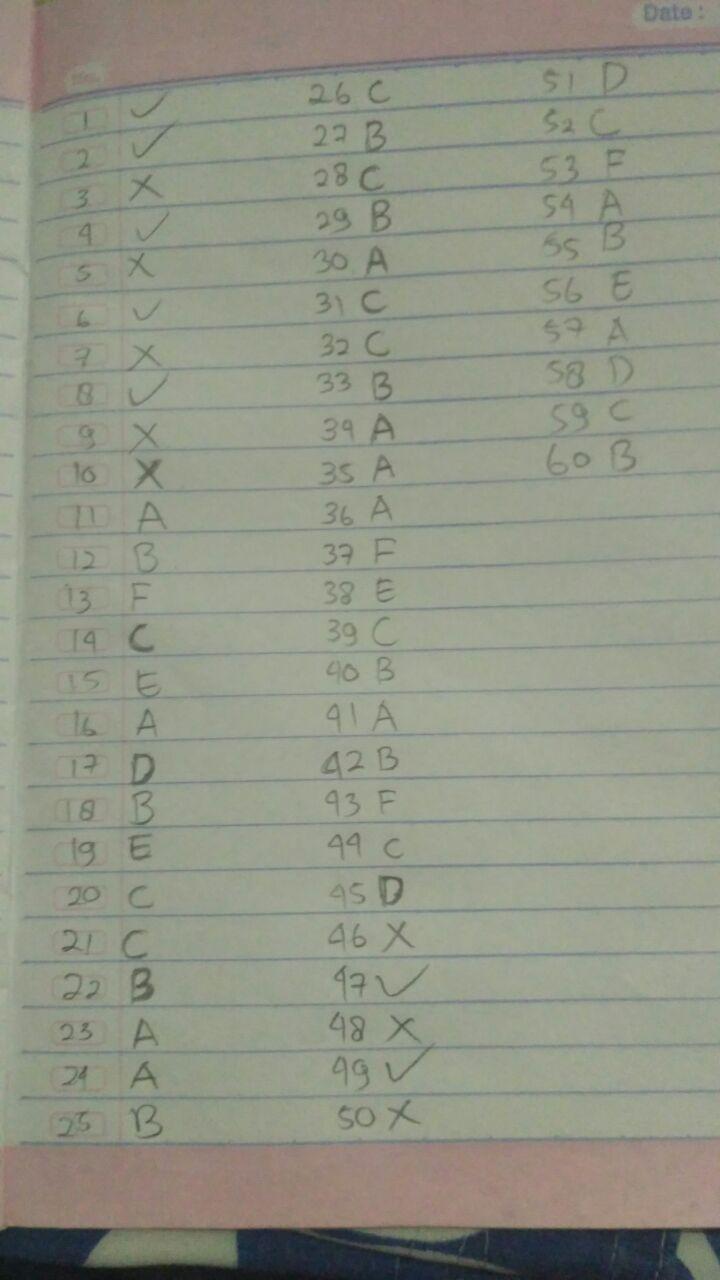 Date :
1 ✓
2 ✓
3 X
4 ✓
5 X
6 ✓
7 X
8 ✓
9 X
10 X
11 A
12 B
13 F
14 C
15 E
16 A
17 D
18 B
19 E
20 C
21 C
22 B
23 A
24 A
25 B
26 C
27 B
28 C
29 B
30 A
31 C
32 C
33 B
34 A
35 A
36 A
37 F
38 E
39 C
40 B
41 A
42 B
43 F
44 C
45 D
46 X
47 ✓
48 X
49 ✓
50 X
51 D
52 C
53 F
54 A
55 B
56 E
57 A
58 D
59 C
60 B